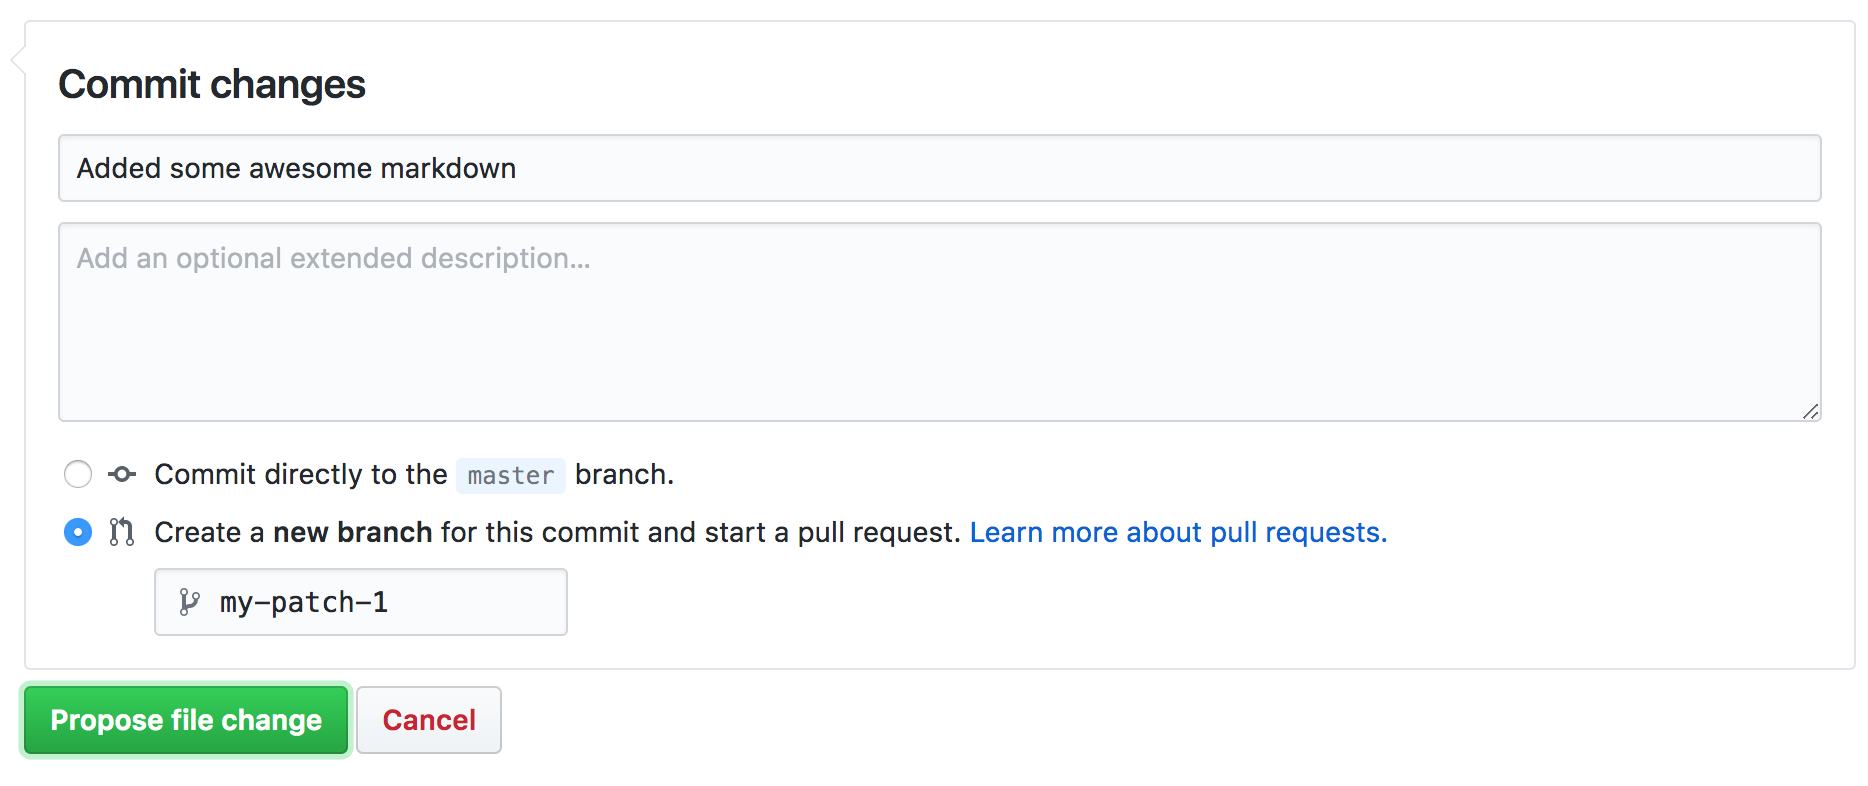 Commit changes
Added some awesome markdown
Add an optional extended description...
Commit directly to the master branch.
Create a new branch for this commit and start a pull request. Learn more about pull requests.
my-patch-1
Propose file change
Cancel